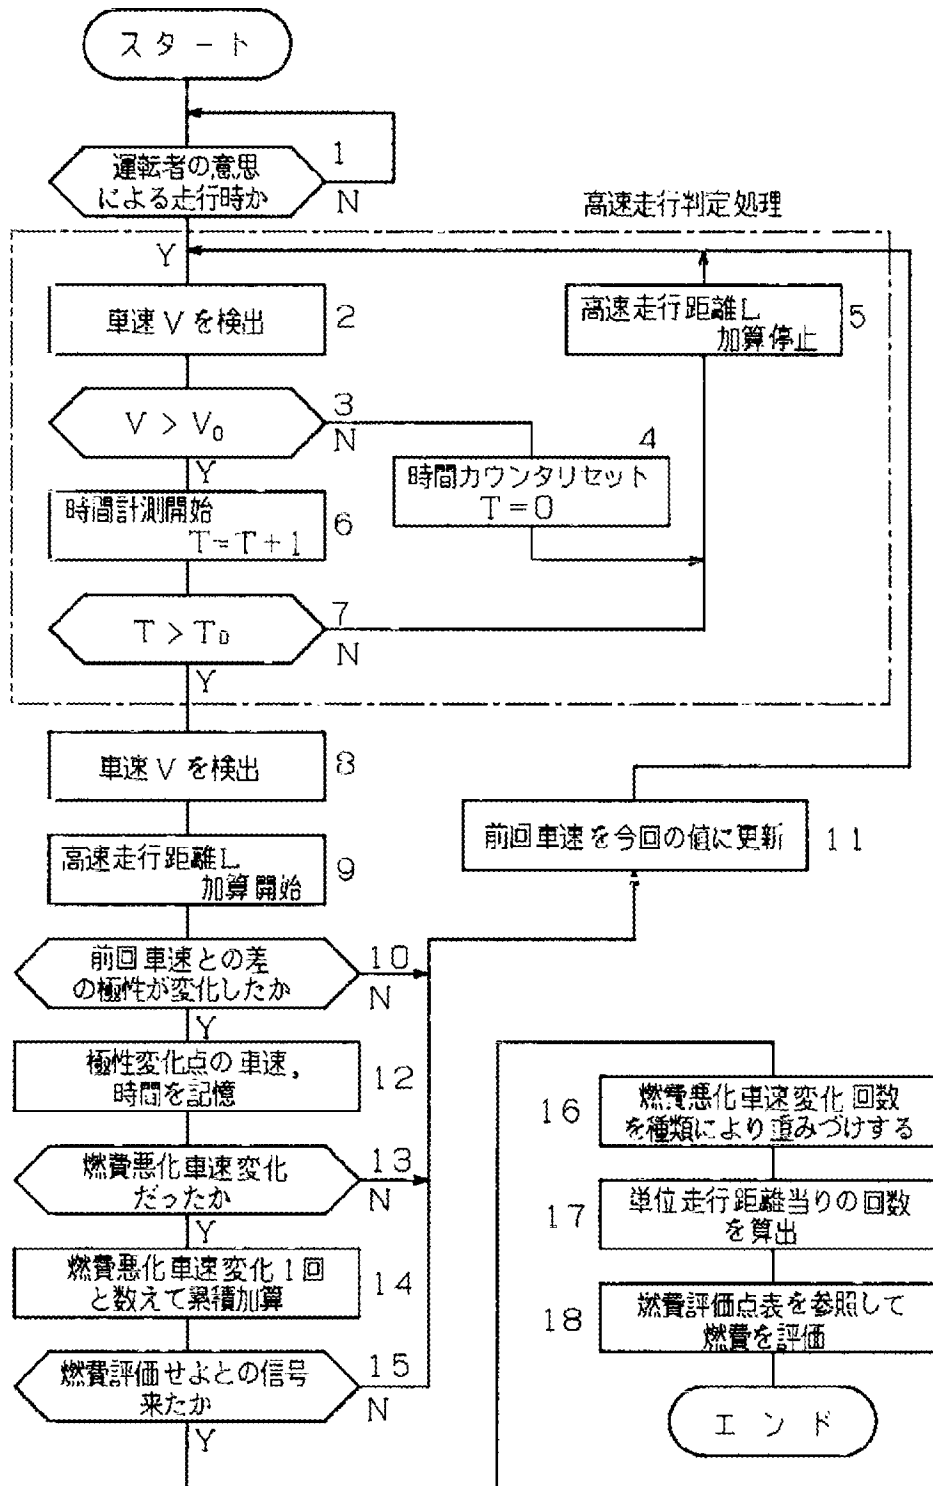 スタート
運転者の意思
による走行時か
1
N
高速走行判定処理
Y
車速Vを検出
2
高速走行距離L
加算停止
5
V > V₀
3
N
Y
4
時間カウンタリセット
T=0
時間計測開始
T=T+1
6
T > T₀
7
N
Y
車速Vを検出
8
前回車速を今回の値に更新
11
高速走行距離L
加算開始
9
前回車速との差
の極性が変化したか
10
N
Y
極性変化点の車速,
時間を記憶
12
燃費悪化車速変化
だったか
13
N
Y
燃費悪化車速変化1回
と数えて累積加算
14
燃費評価せよとの信号
来たか
15
N
Y
16
燃費悪化車速変化回数
を種類により重みづけする
17
単位走行距離当りの回数
を算出
18
燃費評価点表を参照して
燃費を評価
エンド